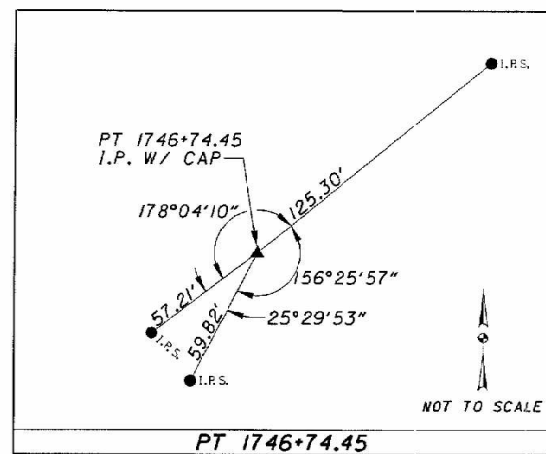 I.P.S.
PT 1746+74.45
I.P. W/ CAP
125.30'
178°04'10"
156°25'57"
57.21'
25°29'53"
59.82'
I.P.S.
I.P.S.
NOT TO SCALE
PT 1746+74.45